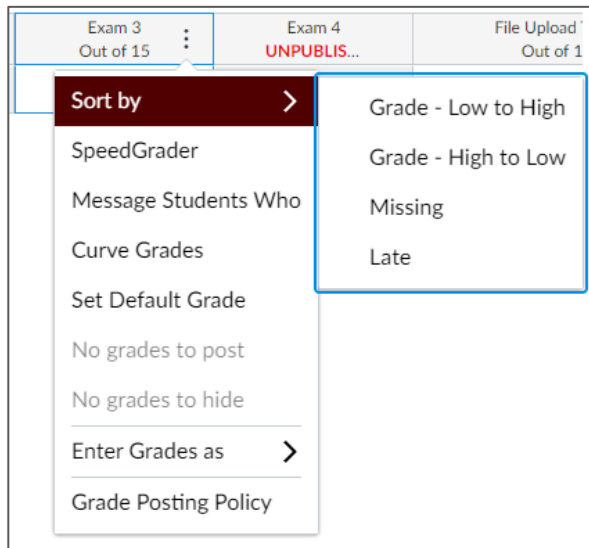 Exam 3
Out of 15
Exam 4
UNPUBLIS...
File Upload
Out of 1
Sort by
SpeedGrader
Message Students Who
Curve Grades
Set Default Grade
No grades to post
No grades to hide
Enter Grades as
Grade Posting Policy
Grade - Low to High
Grade - High to Low
Missing
Late